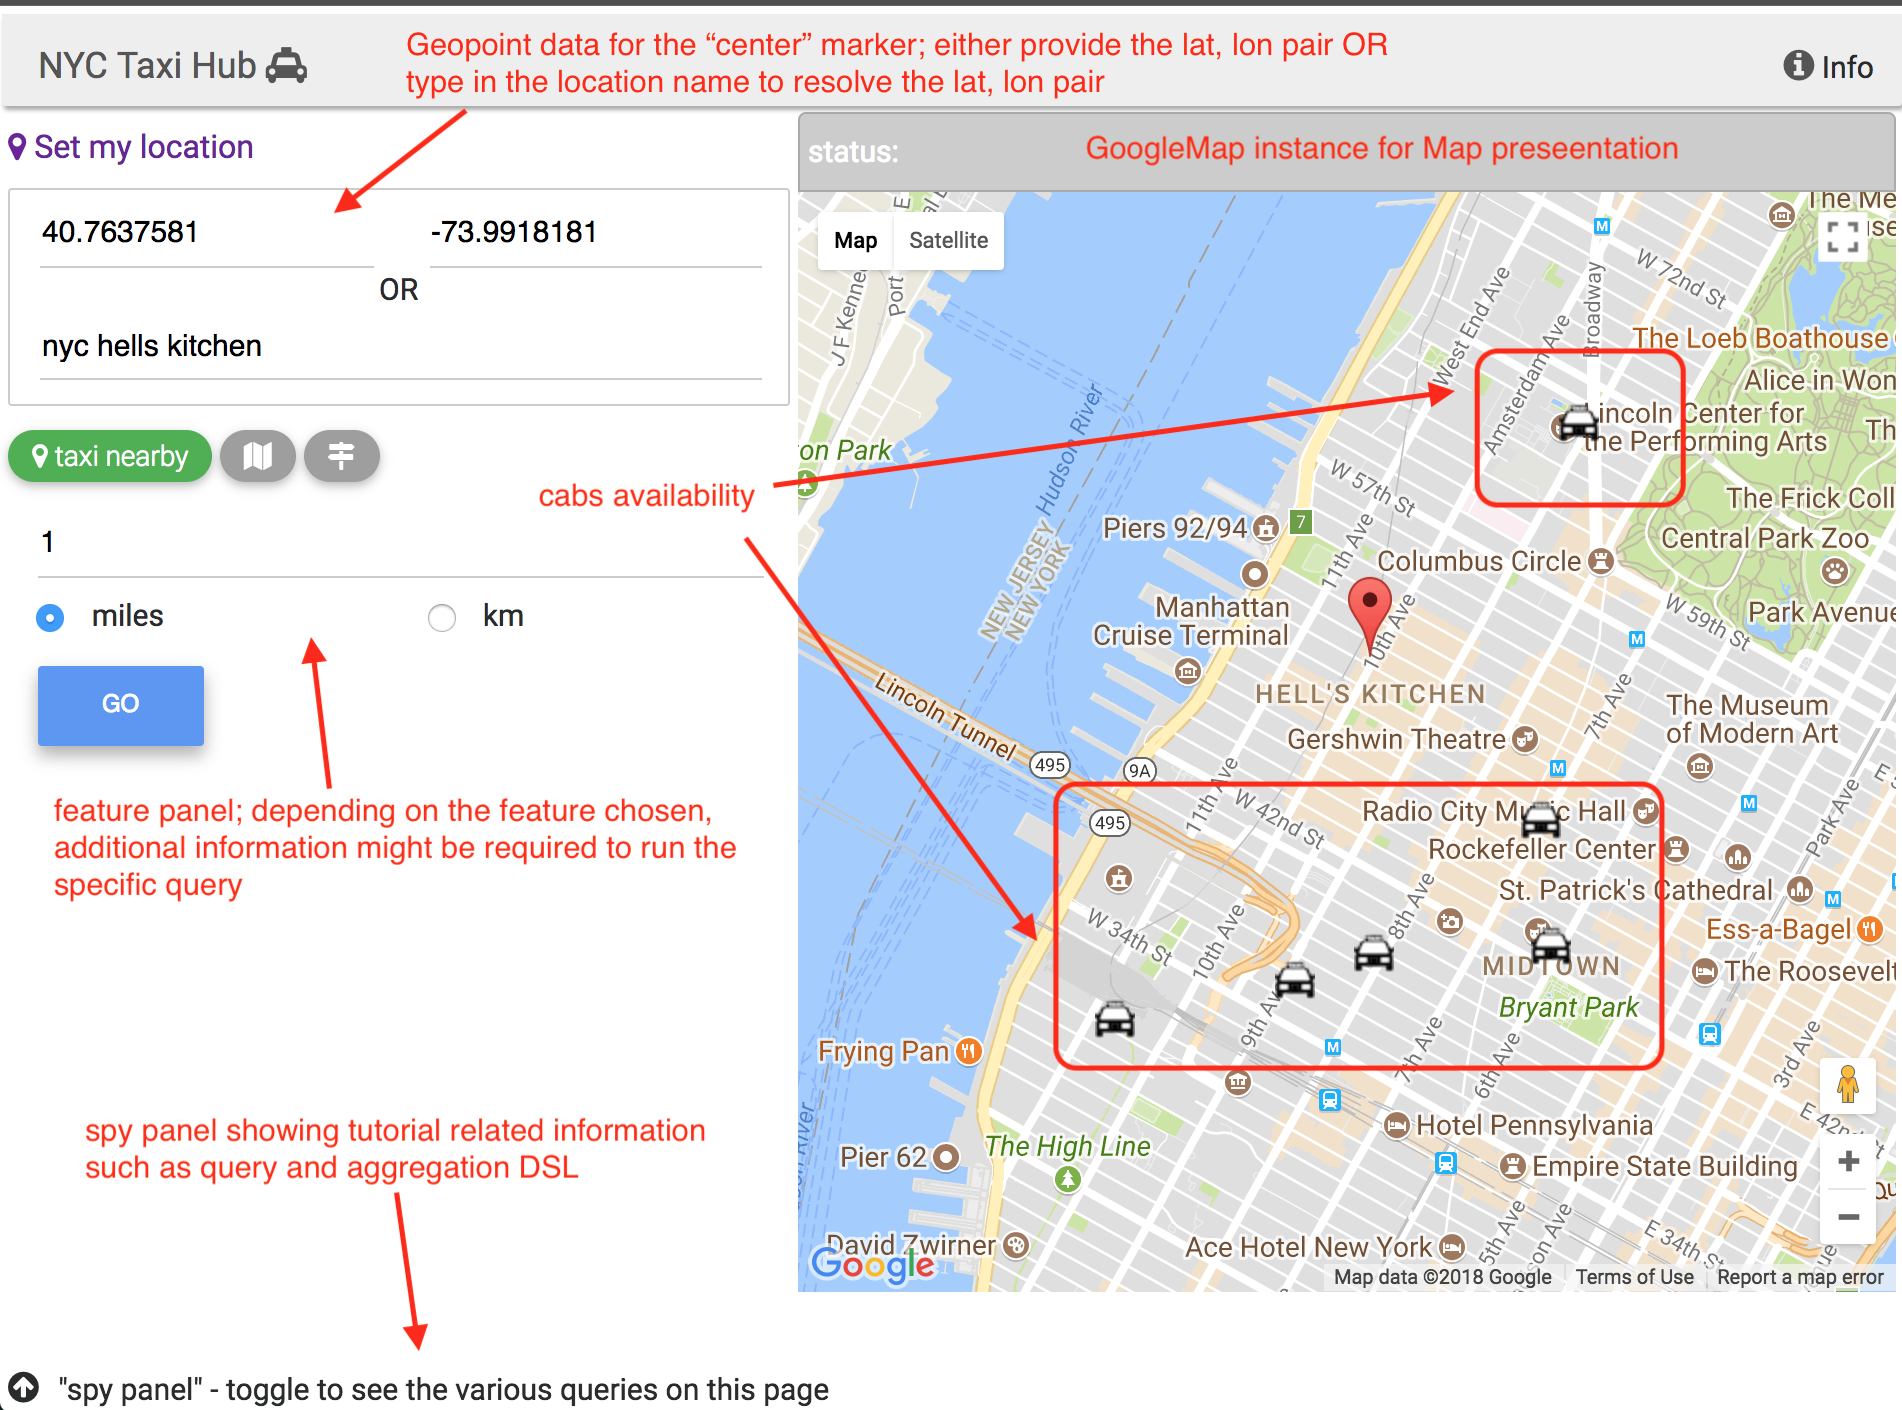 NYC Taxi Hub
Geopoint data for the “center” marker; either provide the lat, lon pair OR
type in the location name to resolve the lat, lon pair
Info
Set my location
40.7637581
-73.9918181
OR
nyc hells kitchen
taxi nearby
cabs availability
1
miles
km
GO
feature panel; depending on the feature chosen,
additional information might be required to run the
specific query
spy panel showing tutorial related information
such as query and aggregation DSL
"spy panel" - toggle to see the various queries on this page
status:
GoogleMap instance for Map preseentation
Map
Satellite
The Me
J F Kenne
Port
West End Ave
Broadway
W 72nd St
The Loeb Boathouse
Alice in Won
Amsterdam Ave
incoln Center for
he Performing Arts
Th
on Park
Hudson River
W 57th St
The Frick Coll
Piers 92/94
7
11th Ave
Columbus Circle
Central Park Zoo
NEW JERSEY
NEW YORK
Manhattan
Cruise Terminal
10th Ave
W 59th St
Park Avenue
HELL'S KITCHEN
Lincoln Tunnel
7th Ave
The Museum
of Modern Art
Gershwin Theatre
495
9A
11th Ave
W 42nd St
495
Radio City Mu c Hall
Rockefeller Center
Park Ave
St. Patrick's Cathedral
8th Ave
W 34th St
10th Ave
Ess-a-Bagel
MIDTOWN
The Roosevelt
Bryant Park
9th Av
Frying Pan
7th Ave
6th Ave
3rd Ave
E 42nd
Hotel Pennsylvania
River
Pier 62
The High Line
Empire State Building
David Zwirner
Ace Hotel New York
5th Ave
E 34th St
Google
Map data ©2018 Google
Terms of Use
Report a map error